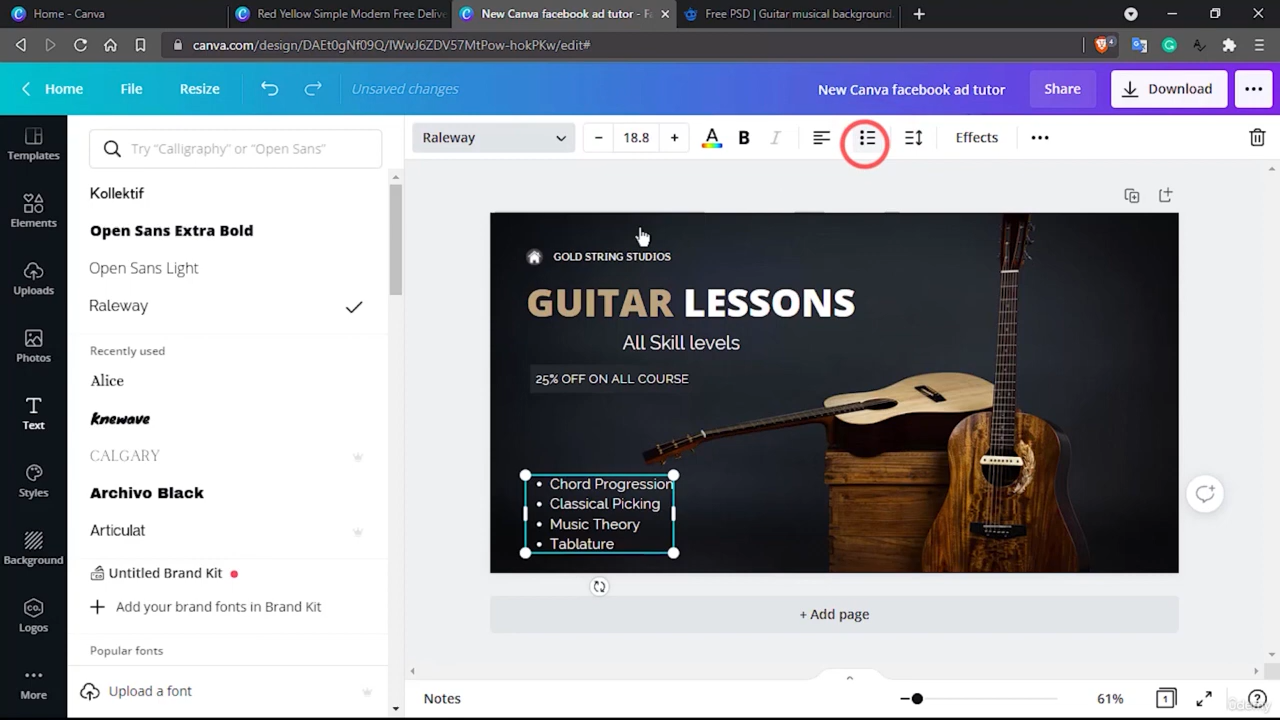 Home - Canva
Red Yellow Simple Modern Free Delive
New Canva facebook ad tutor - Fa
Free PSD | Guitar musical background
canva.com/design/DAEt0gNf09Q/IWwJ6ZDV57MtPow-hokPKw/edit#
4
Home
File
Resize
Unsaved changes
New Canva facebook ad tutor
Share
Download
Templates
Elements
Uploads
Photos
Text
Styles
Background
CO.
Logos
More
Try “Calligraphy” or “Open Sans”
Kollektif
Open Sans Extra Bold
Open Sans Light
Raleway
Recently used
Alice
Knewave
CALGARY
Archivo Black
Articulat
Untitled Brand Kit
Add your brand fonts in Brand Kit
Popular fonts
Upload a font
Raleway
– 18.8 +
A
B
I
Effects
GOLD STRING STUDIOS
GUITAR LESSONS
All Skill levels
25% OFF ON ALL COURSE
• Chord Progression
• Classical Picking
• Music Theory
• Tablature
+ Add page
Notes
61%
1
?